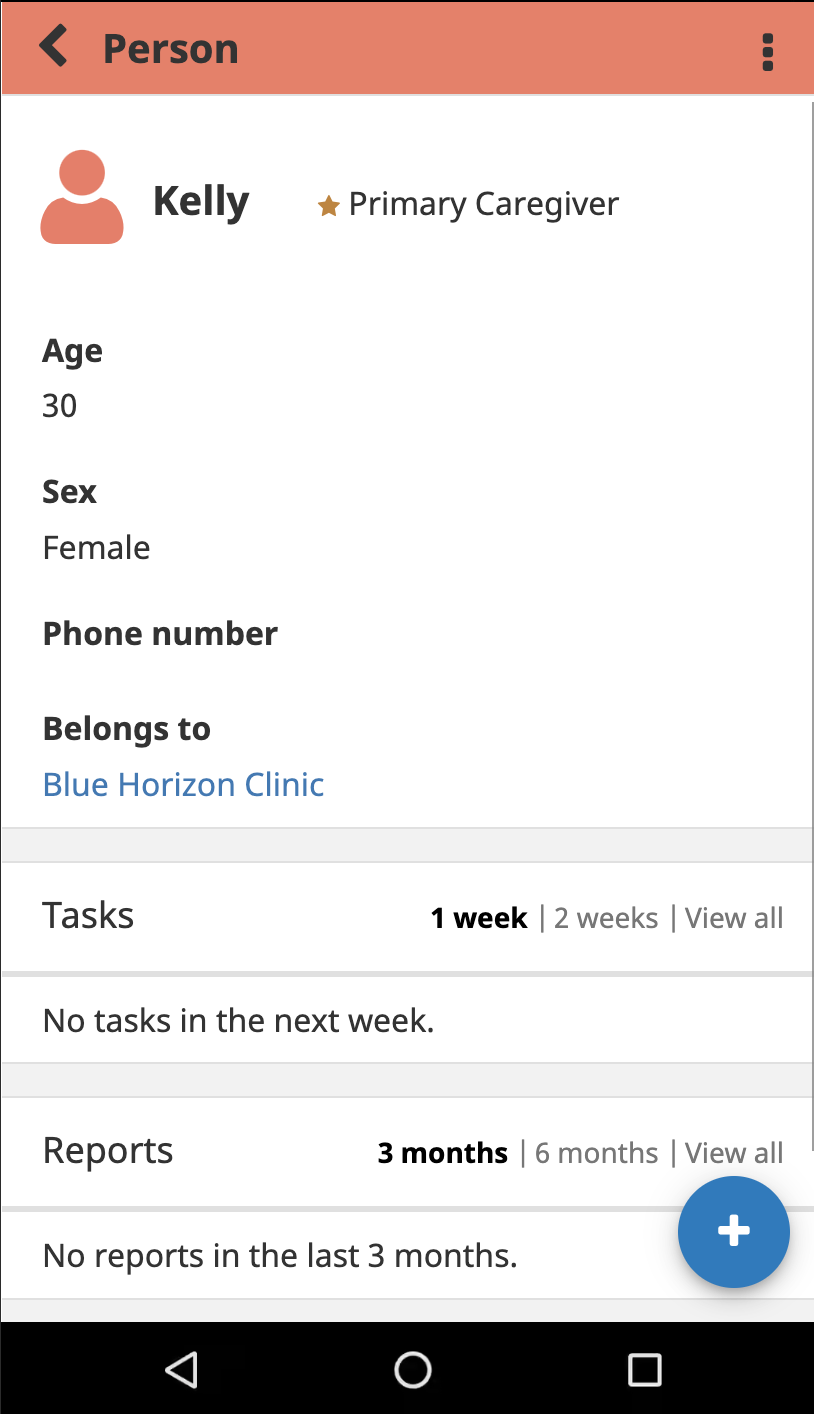 Person
Kelly Primary Caregiver
Age
30
Sex
Female
Phone number
Belongs to
Blue Horizon Clinic
Tasks 1 week | 2 weeks | View all
No tasks in the next week.
Reports 3 months | 6 months | View all
No reports in the last 3 months.